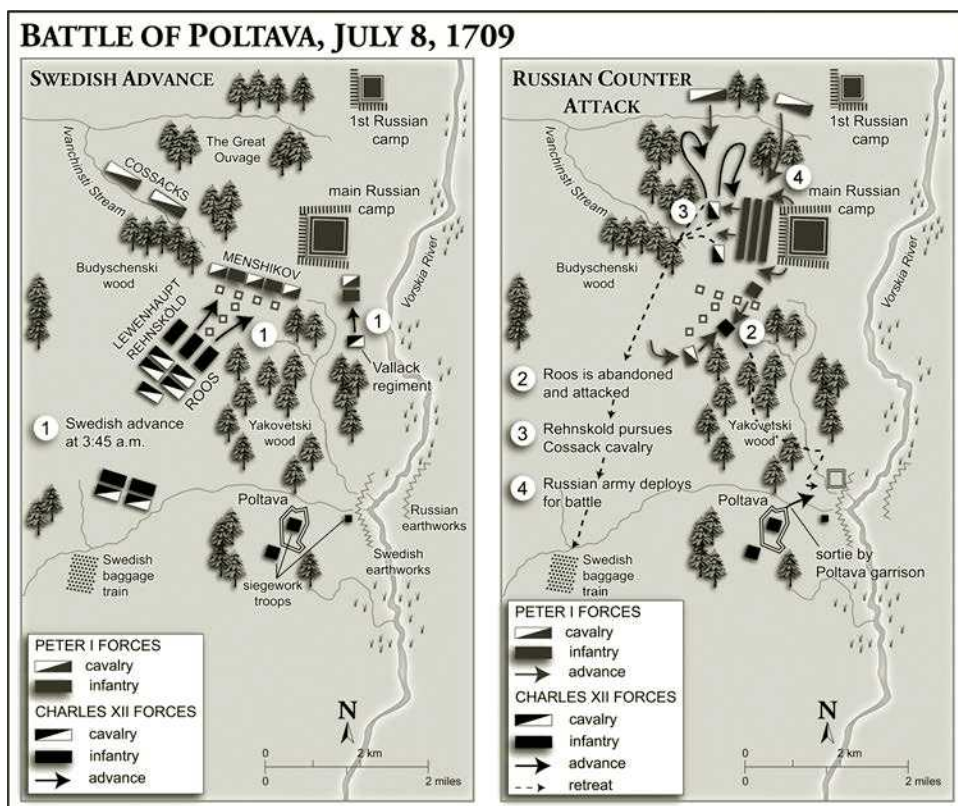 BATTLE OF POLTAVA, JULY 8, 1709
SWEDISH ADVANCE
1st Russian
camp
The Great
Ouvage
Ivanchinsti Stream
COSSACKS
main Russian
camp
MENSHIKOV
Budyschenski
wood
Vorskia River
LEWENHAUPT
REHNSKÖLD
ROOS
1
1
Vallack
regiment
1 Swedish advance
at 3:45 a.m.
Yakovetski
wood
Poltava
Russian
earthworks
Swedish
baggage
train
siegework
troops
Swedish
earthworks
PETER I FORCES
cavalry
infantry
CHARLES XII FORCES
cavalry
infantry
advance
N
0 2 km
0 2 miles
RUSSIAN COUNTER
ATTACK
1st Russian
camp
Ivanchinsti Stream
4
main Russian
camp
3
Budyschenski
wood
Vorskia River
2
2 Roos is abandoned
and attacked
3 Rehnskold pursues
Cossack cavalry
Yakovetski
wood
4 Russian army deploys
for battle
Poltava
Swedish
baggage
train
sortie by
Poltava garrison
PETER I FORCES
cavalry
infantry
advance
CHARLES XII FORCES
cavalry
infantry
advance
retreat
N
0 2 km
0 2 miles